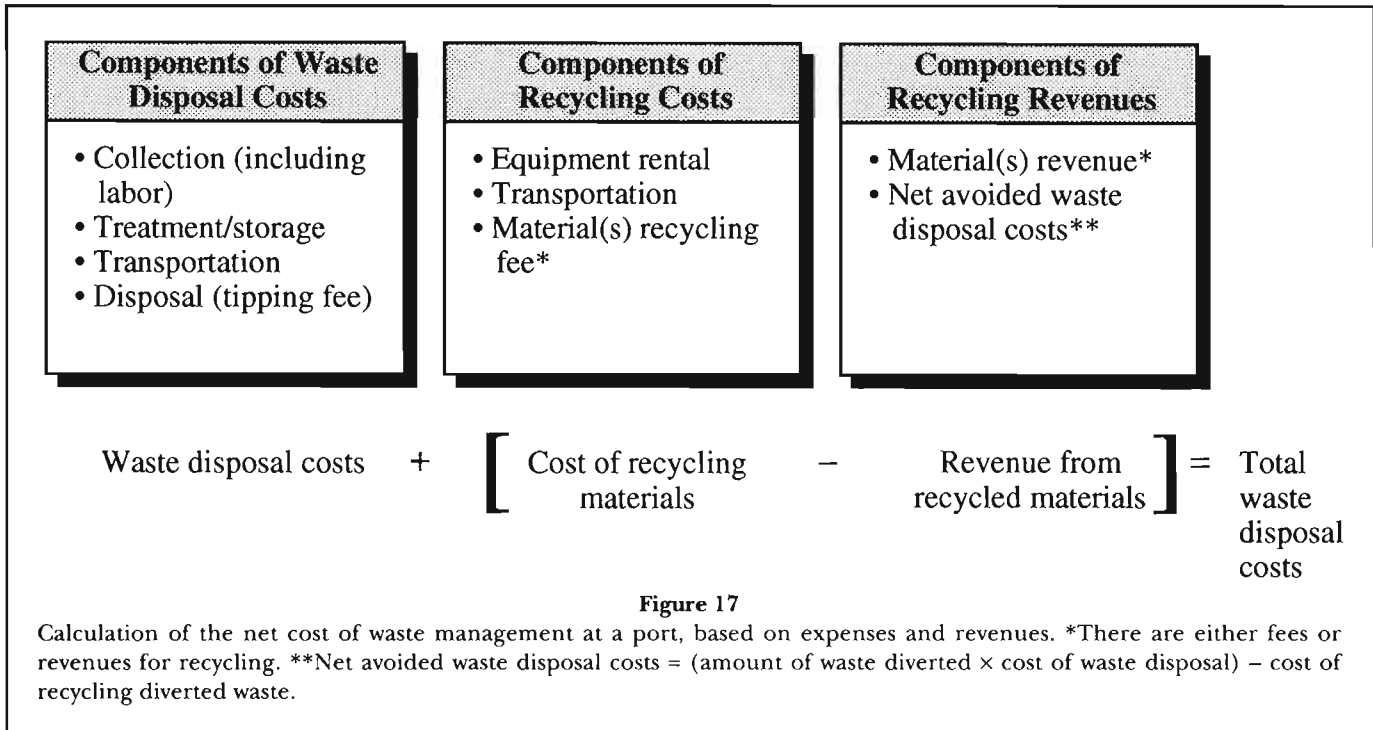 Components of Waste
Disposal Costs
• Collection (including
labor)
• Treatment/storage
• Transportation
• Disposal (tipping fee)
Components of
Recycling Costs
• Equipment rental
• Transportation
• Material(s) recycling
fee*
Components of
Recycling Revenues
• Material(s) revenue*
• Net avoided waste
disposal costs**
Waste disposal costs + [ Cost of recycling
materials − Revenue from
recycled materials ] = Total
waste
disposal
costs
Figure 17
Calculation of the net cost of waste management at a port, based on expenses and revenues. *There are either fees or
revenues for recycling. **Net avoided waste disposal costs = (amount of waste diverted × cost of waste disposal) – cost of
recycling diverted waste.